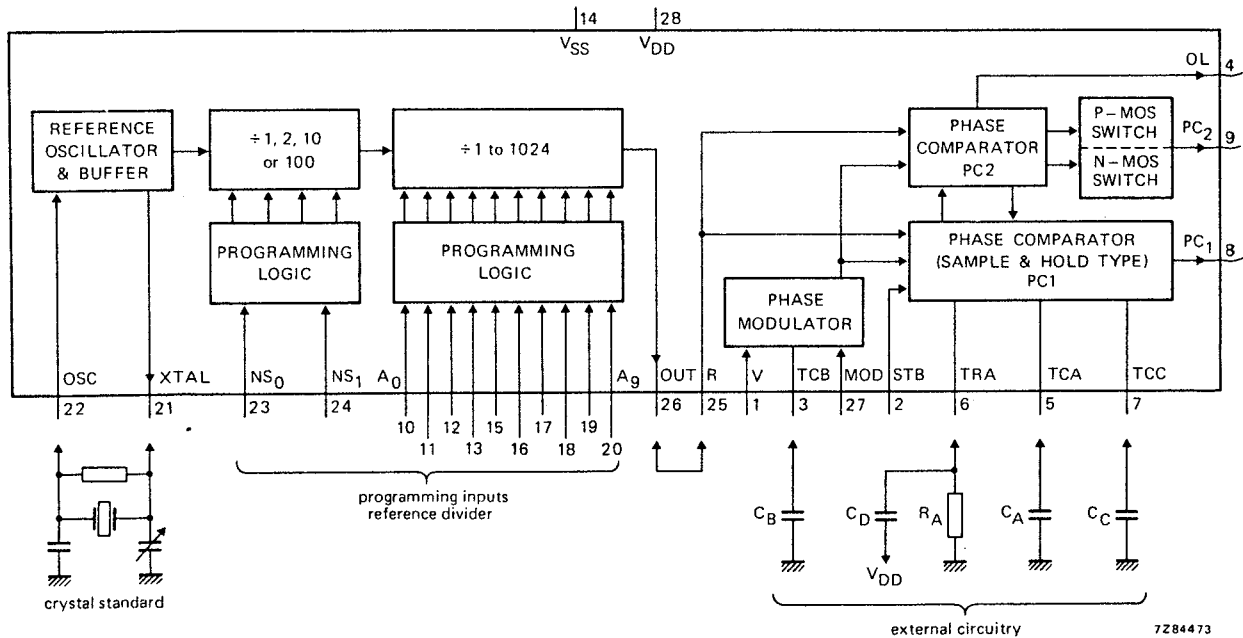 14 28
VSS VDD
OL 4
REFERENCE
OSCILLATOR
& BUFFER
÷1, 2, 10
or 100
÷1 to 1024
PHASE
COMPARATOR
PC2
P-MOS
SWITCH
N-MOS
SWITCH
PC2 9
PROGRAMMING
LOGIC
PROGRAMMING
LOGIC
PHASE
MODULATOR
PHASE COMPARATOR
(SAMPLE & HOLD TYPE)
PC1
PC1 8
OSC XTAL NS0 NS1 A0 A9 OUT R V TCB MOD STB TRA TCA TCC
22 21 23 24 26 25 1 3 27 2 6 5 7
10 12 15 17 19
11 13 16 18 20
programming inputs
reference divider
CB CD RA CA CC
VDD
crystal standard
external circuitry
7Z84473